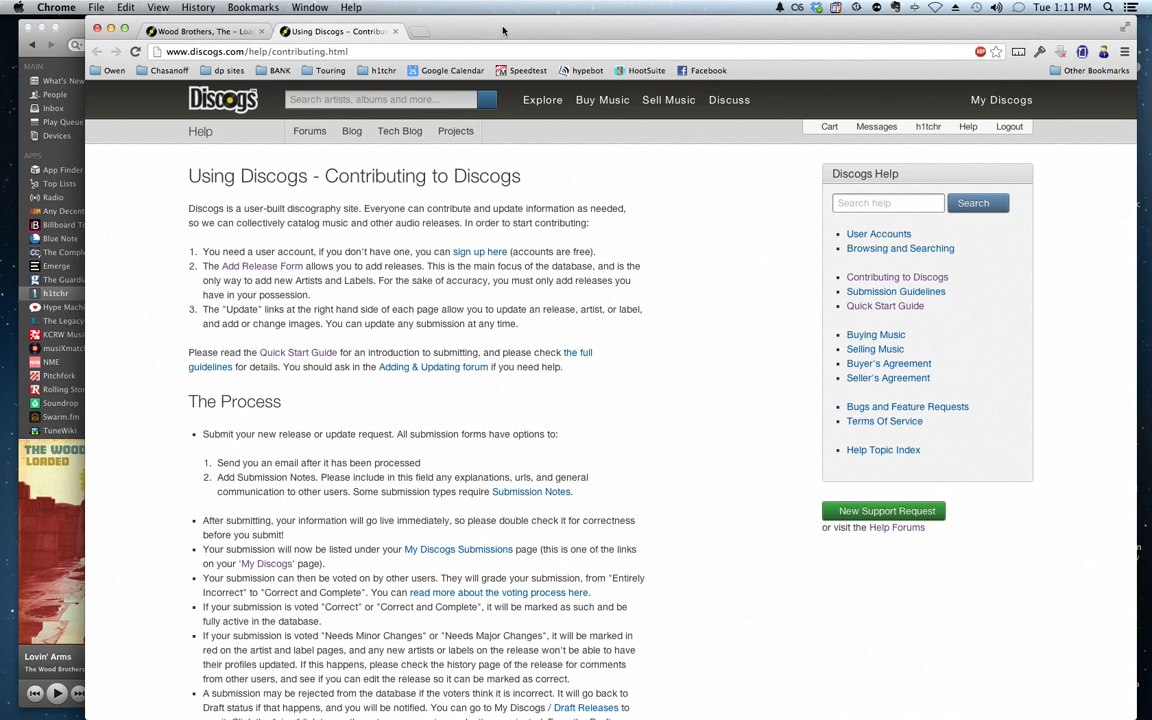 Chrome File Edit View History Bookmarks Window Help
Tue 1:11 PM
Wood Brothers, The – Loade
Using Discogs – Contribut
www.discogs.com/help/contributing.html
Owen Chasanoff dp sites BANK Touring h1tchr Google Calendar Speedtest hypebot HootSuite Facebook Other Bookmarks
MAIN
What's New
People
Inbox
Play Queue
Devices
APPS
App Finder
Top Lists
Radio
Any Decent
Billboard T
Blue Note
The Comple
Emerge
The Guardi
h1tchr
Hype Mach
The Legacy
KCRW Musi
musiXmatc
NME
Pitchfork
Rolling Sto
Soundrop
Swarm.fm
TuneWiki
THE WOOD
LOADED
Lovin' Arms
The Wood Brothers
Discogs
Search artists, albums and more...
Explore Buy Music Sell Music Discuss
My Discogs
Help
Forums Blog Tech Blog Projects
Cart Messages h1tchr Help Logout
Using Discogs - Contributing to Discogs
Discogs is a user-built discography site. Everyone can contribute and update information as needed,
so we can collectively catalog music and other audio releases. In order to start contributing:
1. You need a user account, if you don't have one, you can sign up here (accounts are free).
2. The Add Release Form allows you to add releases. This is the main focus of the database, and is the
only way to add new Artists and Labels. For the sake of accuracy, you must only add releases you
have in your possession.
3. The "Update" links at the right hand side of each page allow you to update an release, artist, or label,
and add or change images. You can update any submission at any time.
Please read the Quick Start Guide for an introduction to submitting, and please check the full
guidelines for details. You should ask in the Adding & Updating forum if you need help.
The Process
Submit your new release or update request. All submission forms have options to:
1. Send you an email after it has been processed
2. Add Submission Notes. Please include in this field any explanations, urls, and general
communication to other users. Some submission types require Submission Notes.
After submitting, your information will go live immediately, so please double check it for correctness
before you submit!
Your submission will now be listed under your My Discogs Submissions page (this is one of the links
on your 'My Discogs' page).
Your submission can then be voted on by other users. They will grade your submission, from "Entirely
Incorrect" to "Correct and Complete". You can read more about the voting process here.
If your submission is voted "Correct" or "Correct and Complete", it will be marked as such and be
fully active in the database.
If your submission is voted "Needs Minor Changes" or "Needs Major Changes", it will be marked in
red on the artist and label pages, and any new artists or labels on the release won't be able to have
their profiles updated. If this happens, please check the history page of the release for comments
from other users, and see if you can edit the release so it can be marked as correct.
A submission may be rejected from the database if the voters think it is incorrect. It will go back to
Draft status if that happens, and you will be notified. You can go to My Discogs / Draft Releases to
Discogs Help
Search help
Search
User Accounts
Browsing and Searching
Contributing to Discogs
Submission Guidelines
Quick Start Guide
Buying Music
Selling Music
Buyer's Agreement
Seller's Agreement
Bugs and Feature Requests
Terms Of Service
Help Topic Index
New Support Request
or visit the Help Forums